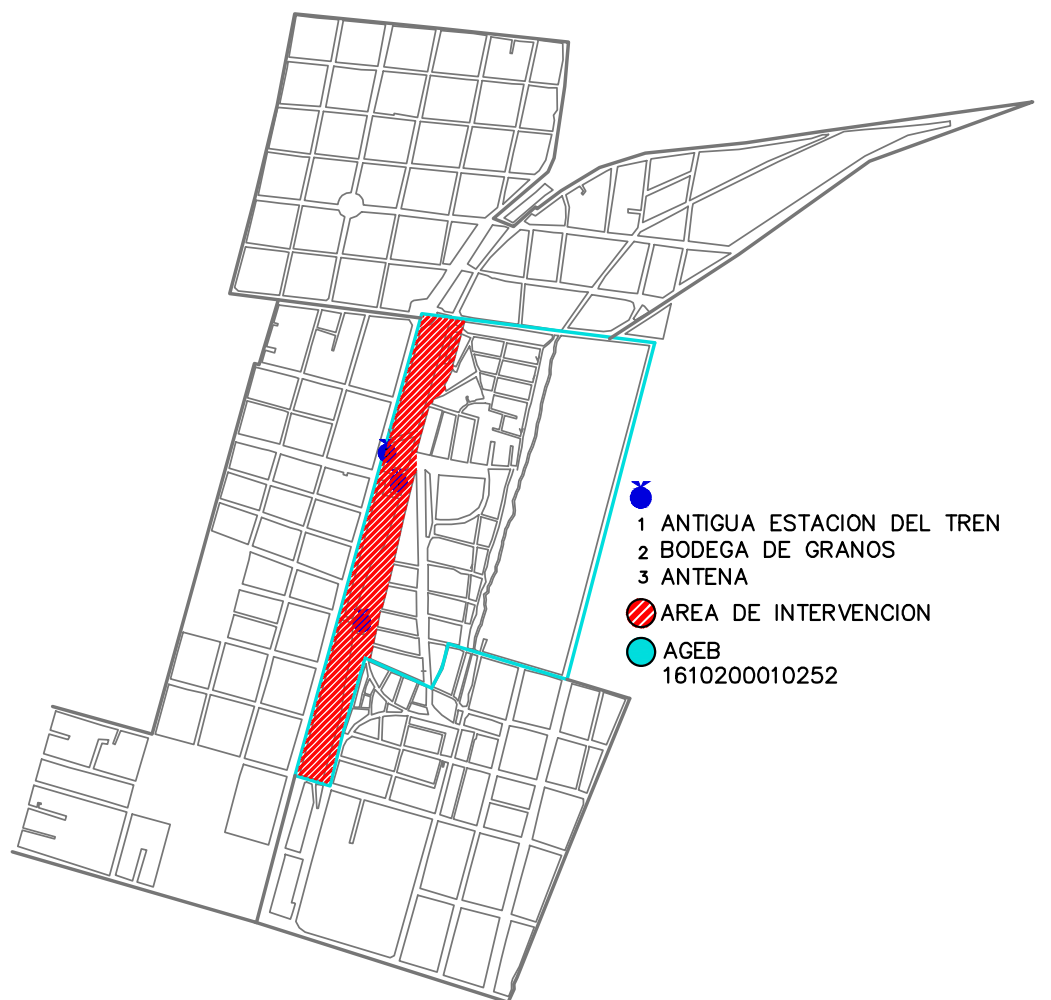 1 ANTIGUA ESTACION DEL TREN
2 BODEGA DE GRANOS
3 ANTENA
AREA DE INTERVENCION
AGEB
1610200010252